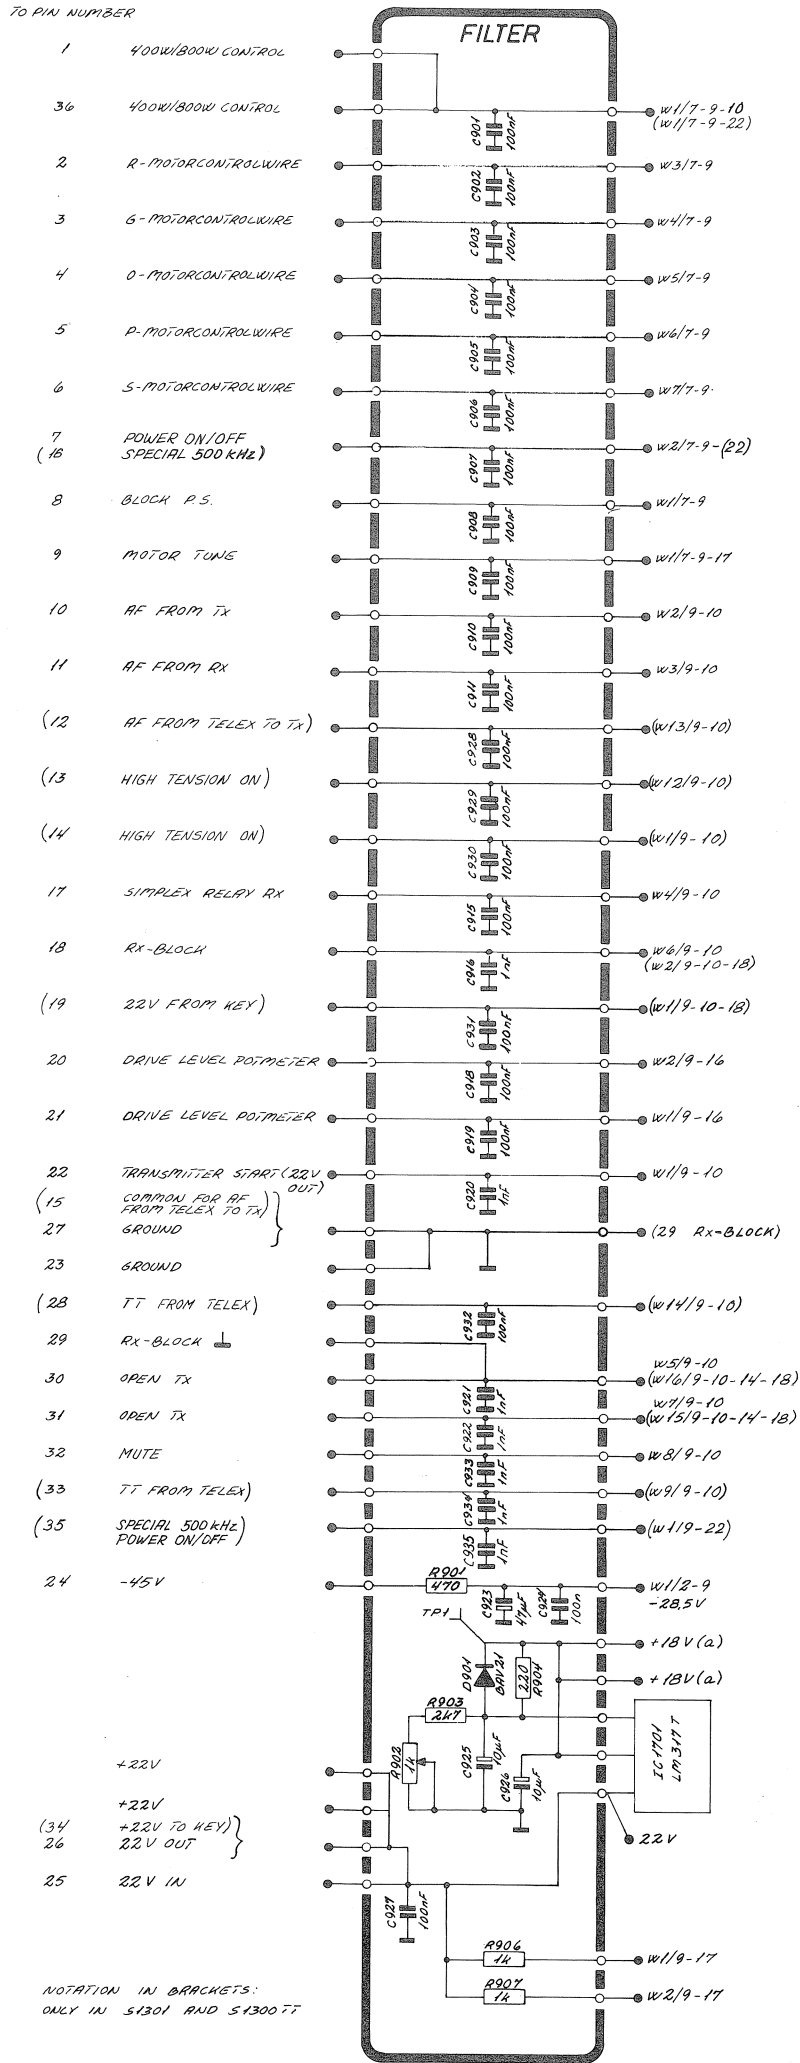 TO PIN NUMBER
FILTER
1 400W/800W CONTROL
36 400W/800W CONTROL
C901 100nF
W1/7-9-10
(W1/7-9-22)
2 R-MOTORCONTROLWIRE
C902 100nF
W3/7-9
3 G-MOTORCONTROLWIRE
C903 100nF
W4/7-9
4 O-MOTORCONTROLWIRE
C904 100nF
W5/7-9
5 P-MOTORCONTROLWIRE
C905 100nF
W6/7-9
6 S-MOTORCONTROLWIRE
C906 100nF
W7/7-9
7 POWER ON/OFF
(16 SPECIAL 500 kHz)
C907 100nF
W2/7-9-(22)
8 BLOCK P.S.
C908 100nF
W1/7-9
9 MOTOR TUNE
C909 100nF
W1/7-9-17
10 AF FROM TX
C910 100nF
W2/9-10
11 AF FROM RX
C911 100nF
W3/9-10
(12 AF FROM TELEX TO TX)
C928 100nF
(W13/9-10)
(13 HIGH TENSION ON)
C929 100nF
(W12/9-10)
(14 HIGH TENSION ON)
C930 100nF
(W1/9-10)
17 SIMPLEX RELAY RX
C915 100nF
W4/9-10
18 RX-BLOCK
C916 1nF
W6/9-10
(W2/9-10-18)
(19 22V FROM KEY)
C931 100nF
(W1/9-10-18)
20 DRIVE LEVEL POTMETER
C918 100nF
W2/9-16
21 DRIVE LEVEL POTMETER
C919 100nF
W1/9-16
22 TRANSMITTER START (22V OUT)
C920 1nF
W1/9-10
(15 COMMON FOR AF
FROM TELEX TO TX)
27 GROUND
(29 RX-BLOCK)
23 GROUND
(28 TT FROM TELEX)
C932 100nF
(W14/9-10)
29 RX-BLOCK
30 OPEN TX
C921 1nF
W5/9-10
(W16/9-10-14-18)
31 OPEN TX
C922 1nF
W7/9-10
(W15/9-10-14-18)
32 MUTE
C933 1nF
W8/9-10
(33 TT FROM TELEX)
C934 1nF
(W9/9-10)
(35 SPECIAL 500kHz)
POWER ON/OFF
C935 1nF
(W1/9-22)
24 -45V
R901
470
C923 47µF
C924 100n
W1/2-9
-28,5V
TP1
+18V(a)
D901 BAV21
220 R904
+18V(a)
R903
2k7
IC1701
LM317T
R902 1k
C925 10µF
C926 10µF
+22V
+22V
(34 +22V TO KEY)
26 22V OUT
22V
25 22V IN
C927 100nF
R906
1k
W1/9-17
R907
1k
W2/9-17
NOTATION IN BRACKETS:
ONLY IN S1301 AND S1300TT